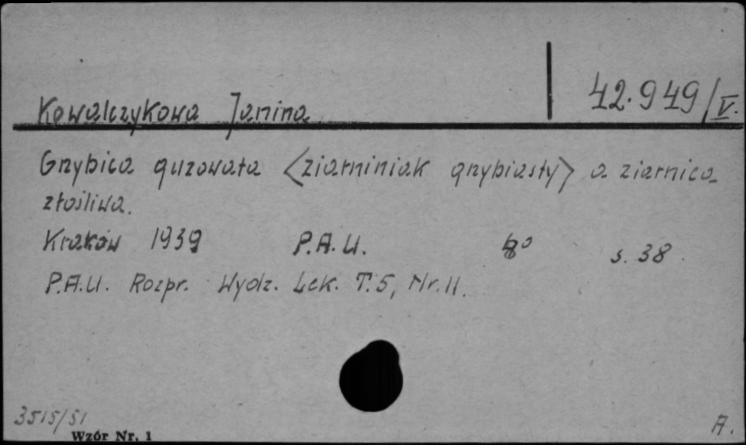 42.949/V.
Kowalczykowa Janina
Grzybica guzowata <ziarniniak grzybiasty> a ziarnica
złośliwa.
Kraków 1939 P.A.U. 8° s. 38.
P.A.U. Rozpr. Wydz. Lek. T. 5, Nr. 11.
3515/51
Wzór Nr. 1
A.